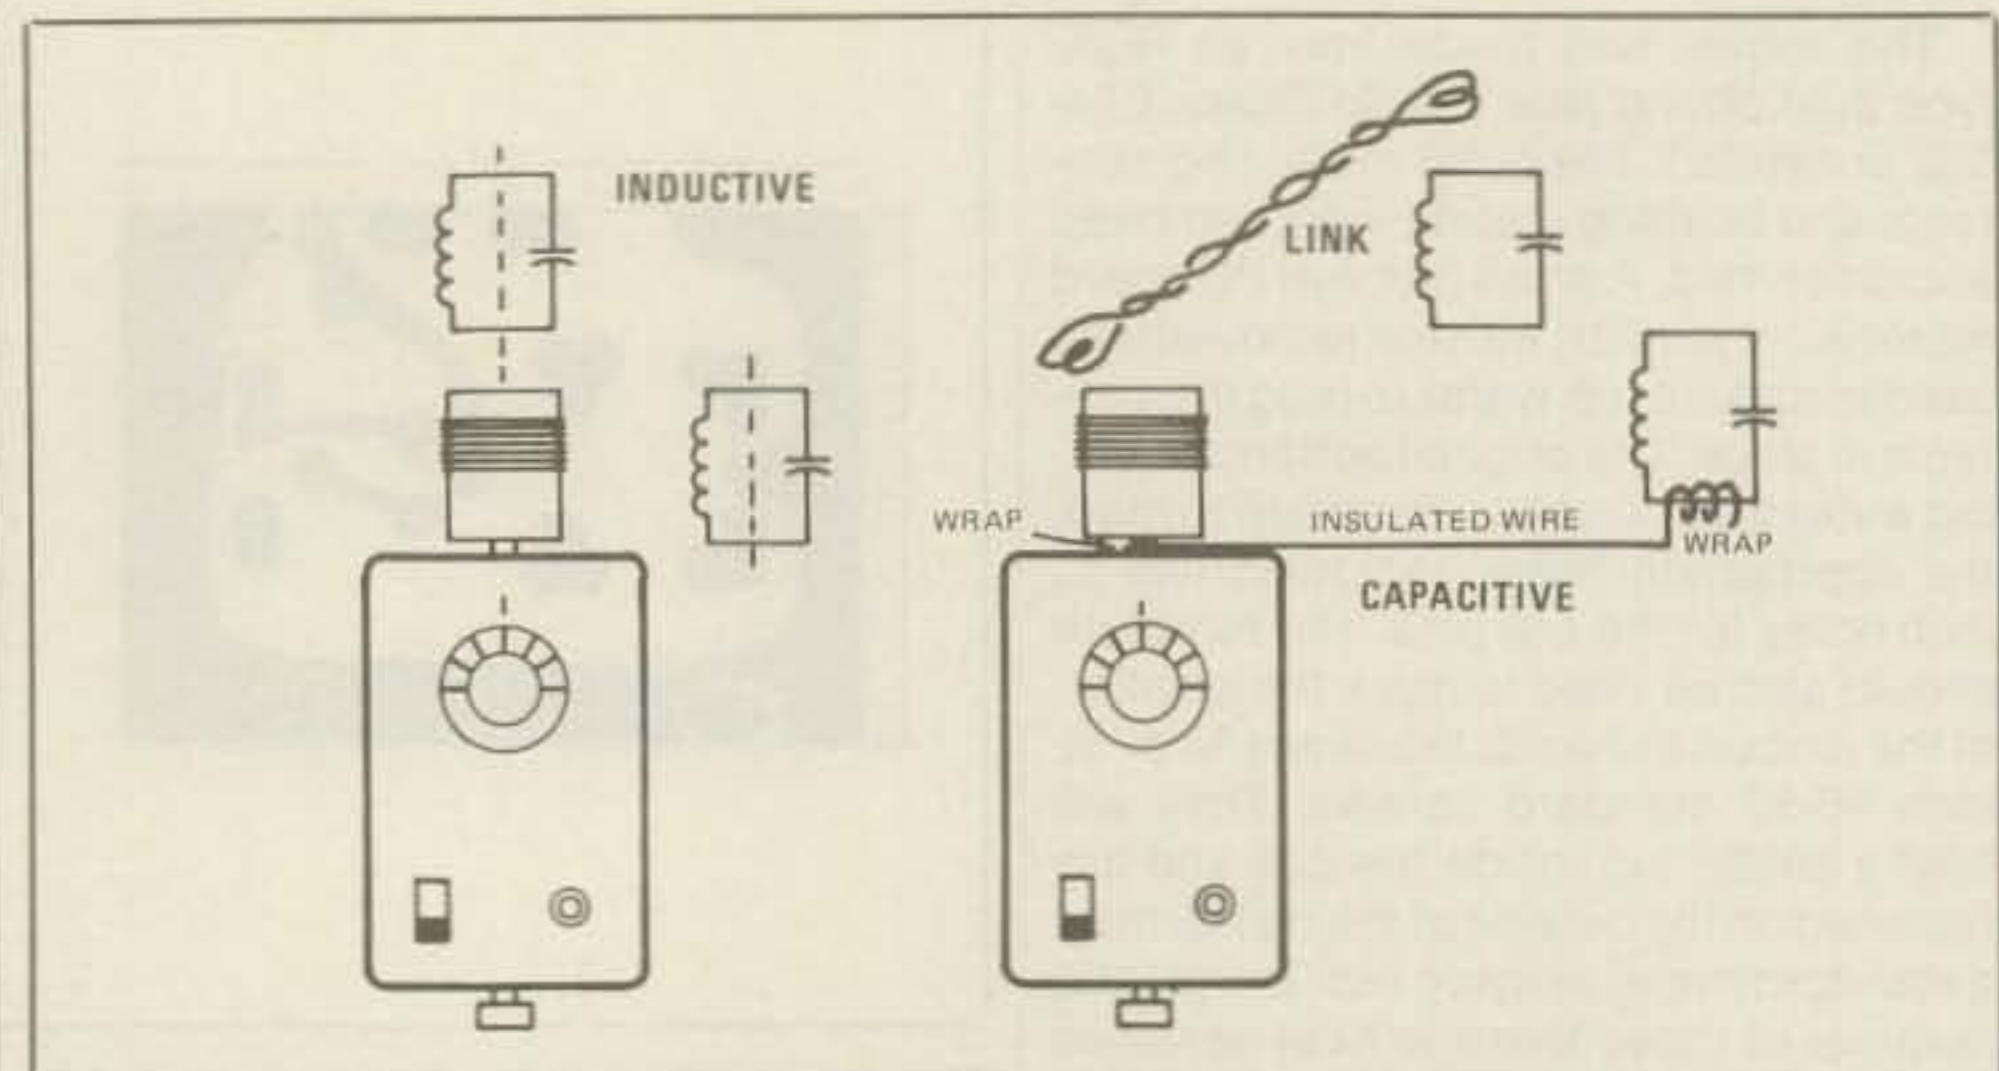 INDUCTIVE
LINK
WRAP
INSULATED WIRE
WRAP
CAPACITIVE